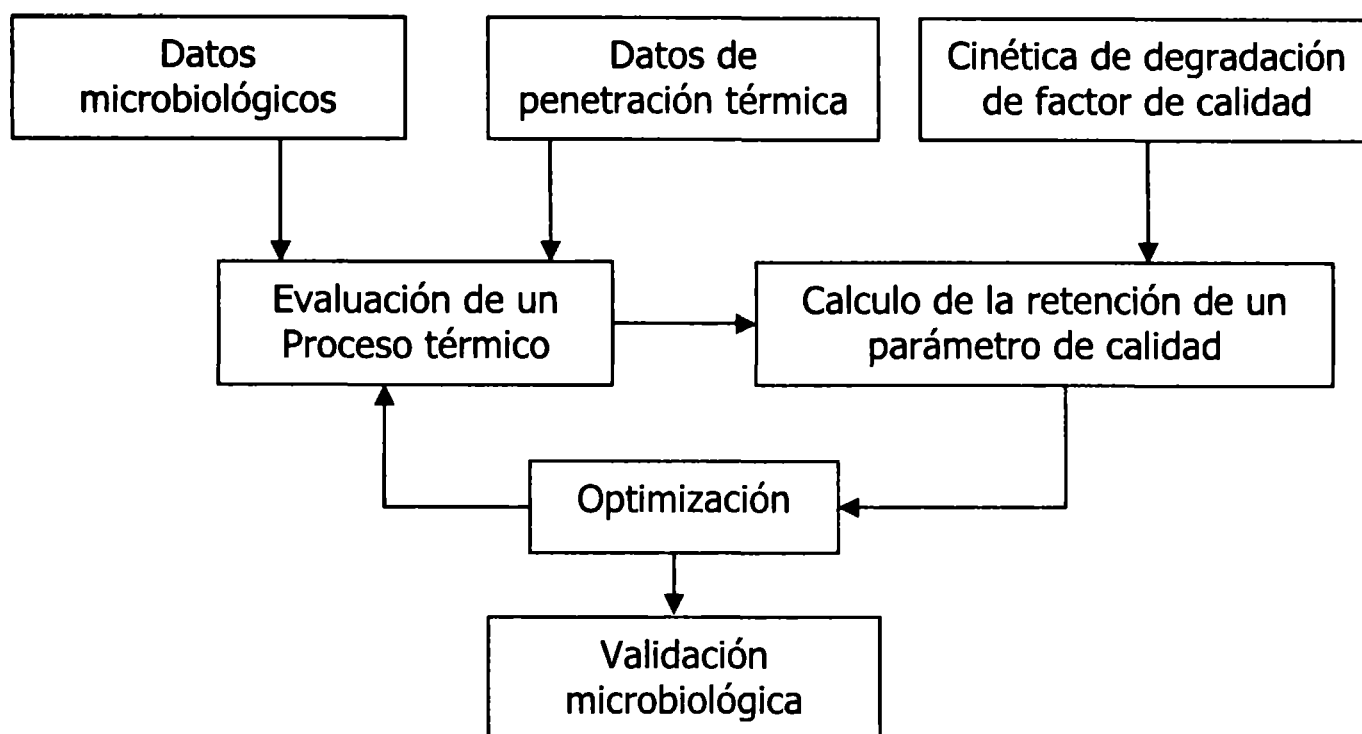 Datos
microbiológicos
Datos de
penetración térmica
Cinética de degradación
de factor de calidad
Evaluación de un
Proceso térmico
Calculo de la retención de un
parámetro de calidad
Optimización
Validación
microbiológica